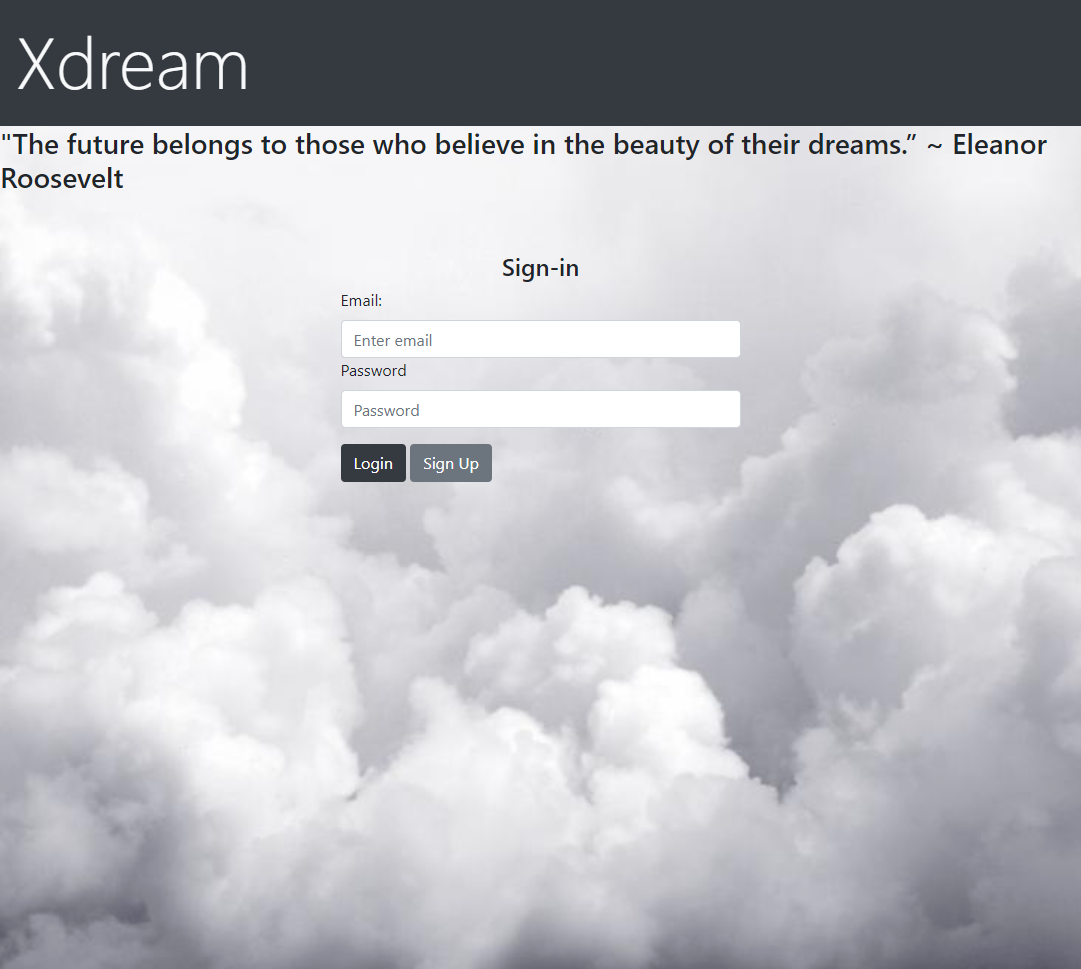 Xdream
"The future belongs to those who believe in the beauty of their dreams.” ~ Eleanor
Roosevelt
Sign-in
Email:
Enter email
Password
Password
Login Sign Up